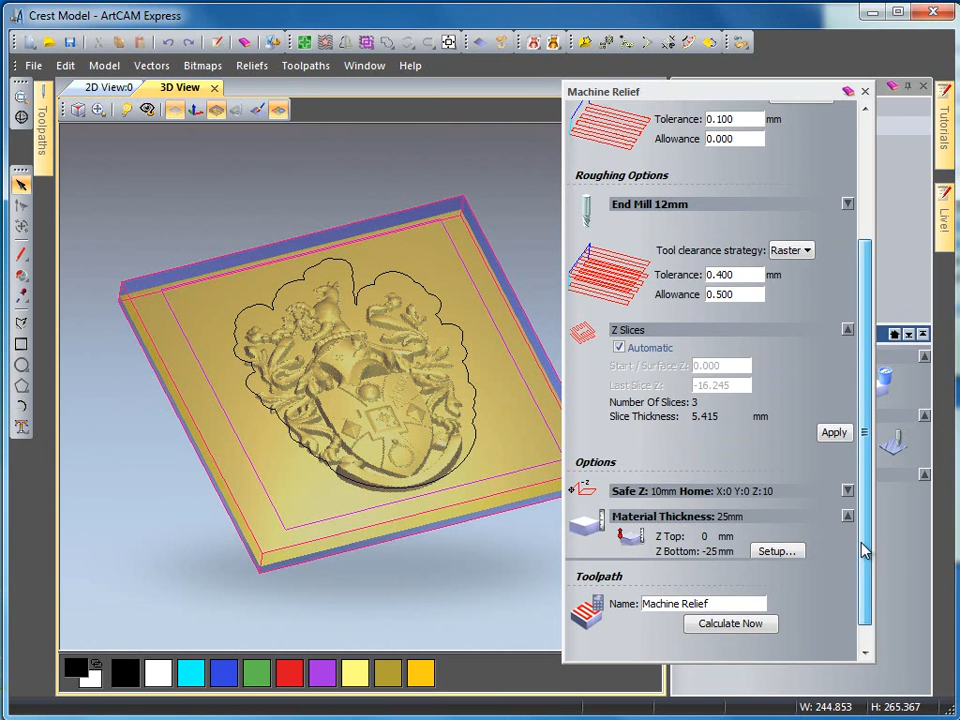 Crest Model - ArtCAM Express
File Edit Model Vectors Bitmaps Reliefs Toolpaths Window Help
2D View:0 3D View
Toolpaths
Tutorials
Live!
Machine Relief
Tolerance: 0.100 mm
Allowance 0.000
Roughing Options
End Mill 12mm
Tool clearance strategy: Raster
Tolerance: 0.400 mm
Allowance 0.500
Z Slices
Automatic
Start / Surface Z: 0.000
Last Slice Z: -16.245
Number Of Slices: 3
Slice Thickness: 5.415 mm
Apply
Options
Safe Z: 10mm Home: X:0 Y:0 Z:10
Material Thickness: 25mm
Z Top: 0 mm
Z Bottom: -25 mm Setup...
Toolpath
Name: Machine Relief
Calculate Now
W: 244.853 H: 265.367